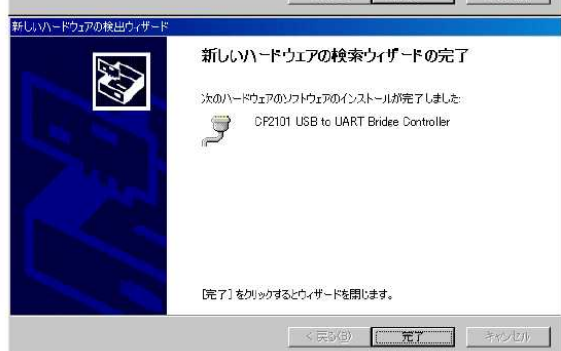 新しいハードウェアの検出ウィザード
新しいハードウェアの検索ウィザードの完了
次のハードウェアのソフトウェアのインストールが完了しました:
CP2101 USB to UART Bridge Controller
[完了] をクリックするとウィザードを閉じます。
< 戻る(B)
完了
キャンセル